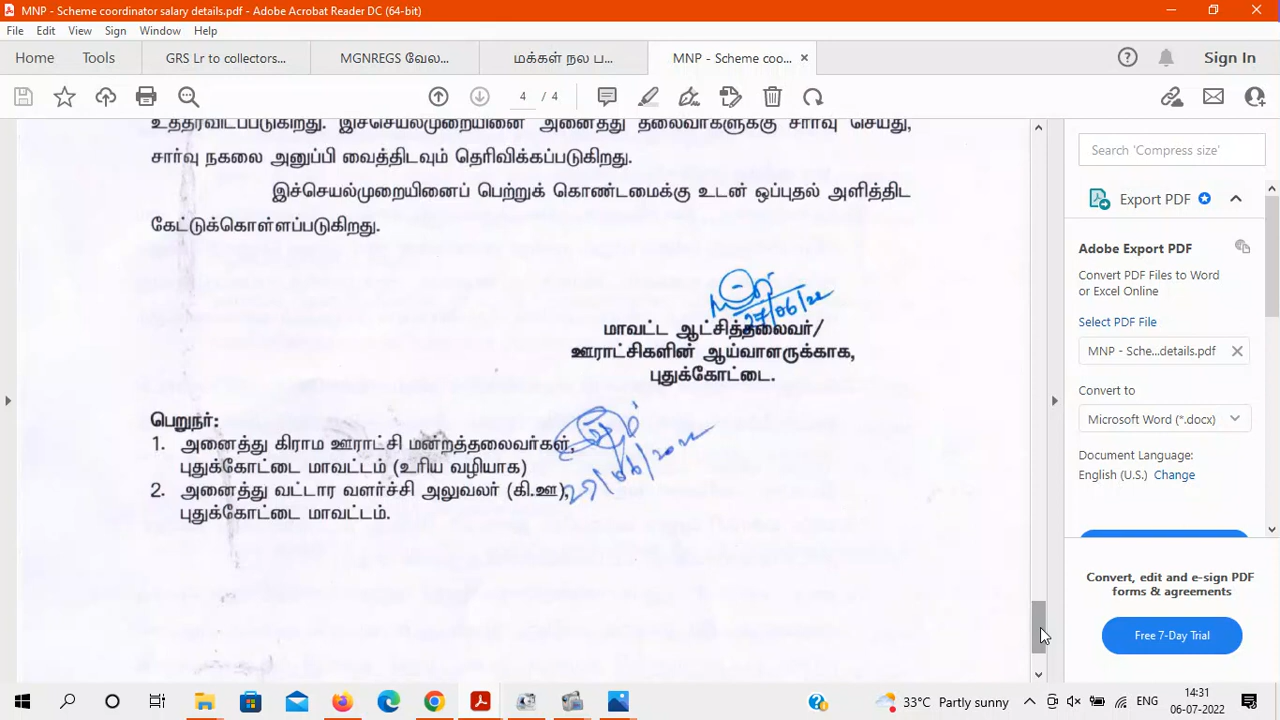 MNP - Scheme coordinator salary details.pdf - Adobe Acrobat Reader DC (64-bit)
File Edit View Sign Window Help
Home Tools GRS Lr to collectors... MGNREGS வேல... மக்கள் நல ப... MNP - Scheme coo... Sign In
4 / 4
உத்தரவிடப்படுகிறது. இச்செயல்முறையினை அனைத்து தலைவர்களுக்கு சார்வு செய்து,
சார்வு நகலை அனுப்பி வைத்திடவும் தெரிவிக்கப்படுகிறது.
இச்செயல்முறையினைப் பெற்றுக் கொண்டமைக்கு உடன் ஒப்புதல் அளித்திட
கேட்டுக்கொள்ளப்படுகிறது.
27/06/22
மாவட்ட ஆட்சித்தலைவர்/
ஊராட்சிகளின் ஆய்வாளருக்காக,
புதுக்கோட்டை.
பெறுநர்:
1. அனைத்து கிராம ஊராட்சி மன்றத்தலைவர்கள்,
புதுக்கோட்டை மாவட்டம் (உரிய வழியாக)
2. அனைத்து வட்டார வளர்ச்சி அலுவலர் (கி.ஊ),
புதுக்கோட்டை மாவட்டம்.
27/06/2022
Search 'Compress size'
Export PDF
Adobe Export PDF
Convert PDF Files to Word
or Excel Online
Select PDF File
MNP - Sche...details.pdf
Convert to
Microsoft Word (*.docx)
Document Language:
English (U.S.) Change
Convert, edit and e-sign PDF
forms & agreements
Free 7-Day Trial
33°C Partly sunny ENG 4:31
06-07-2022